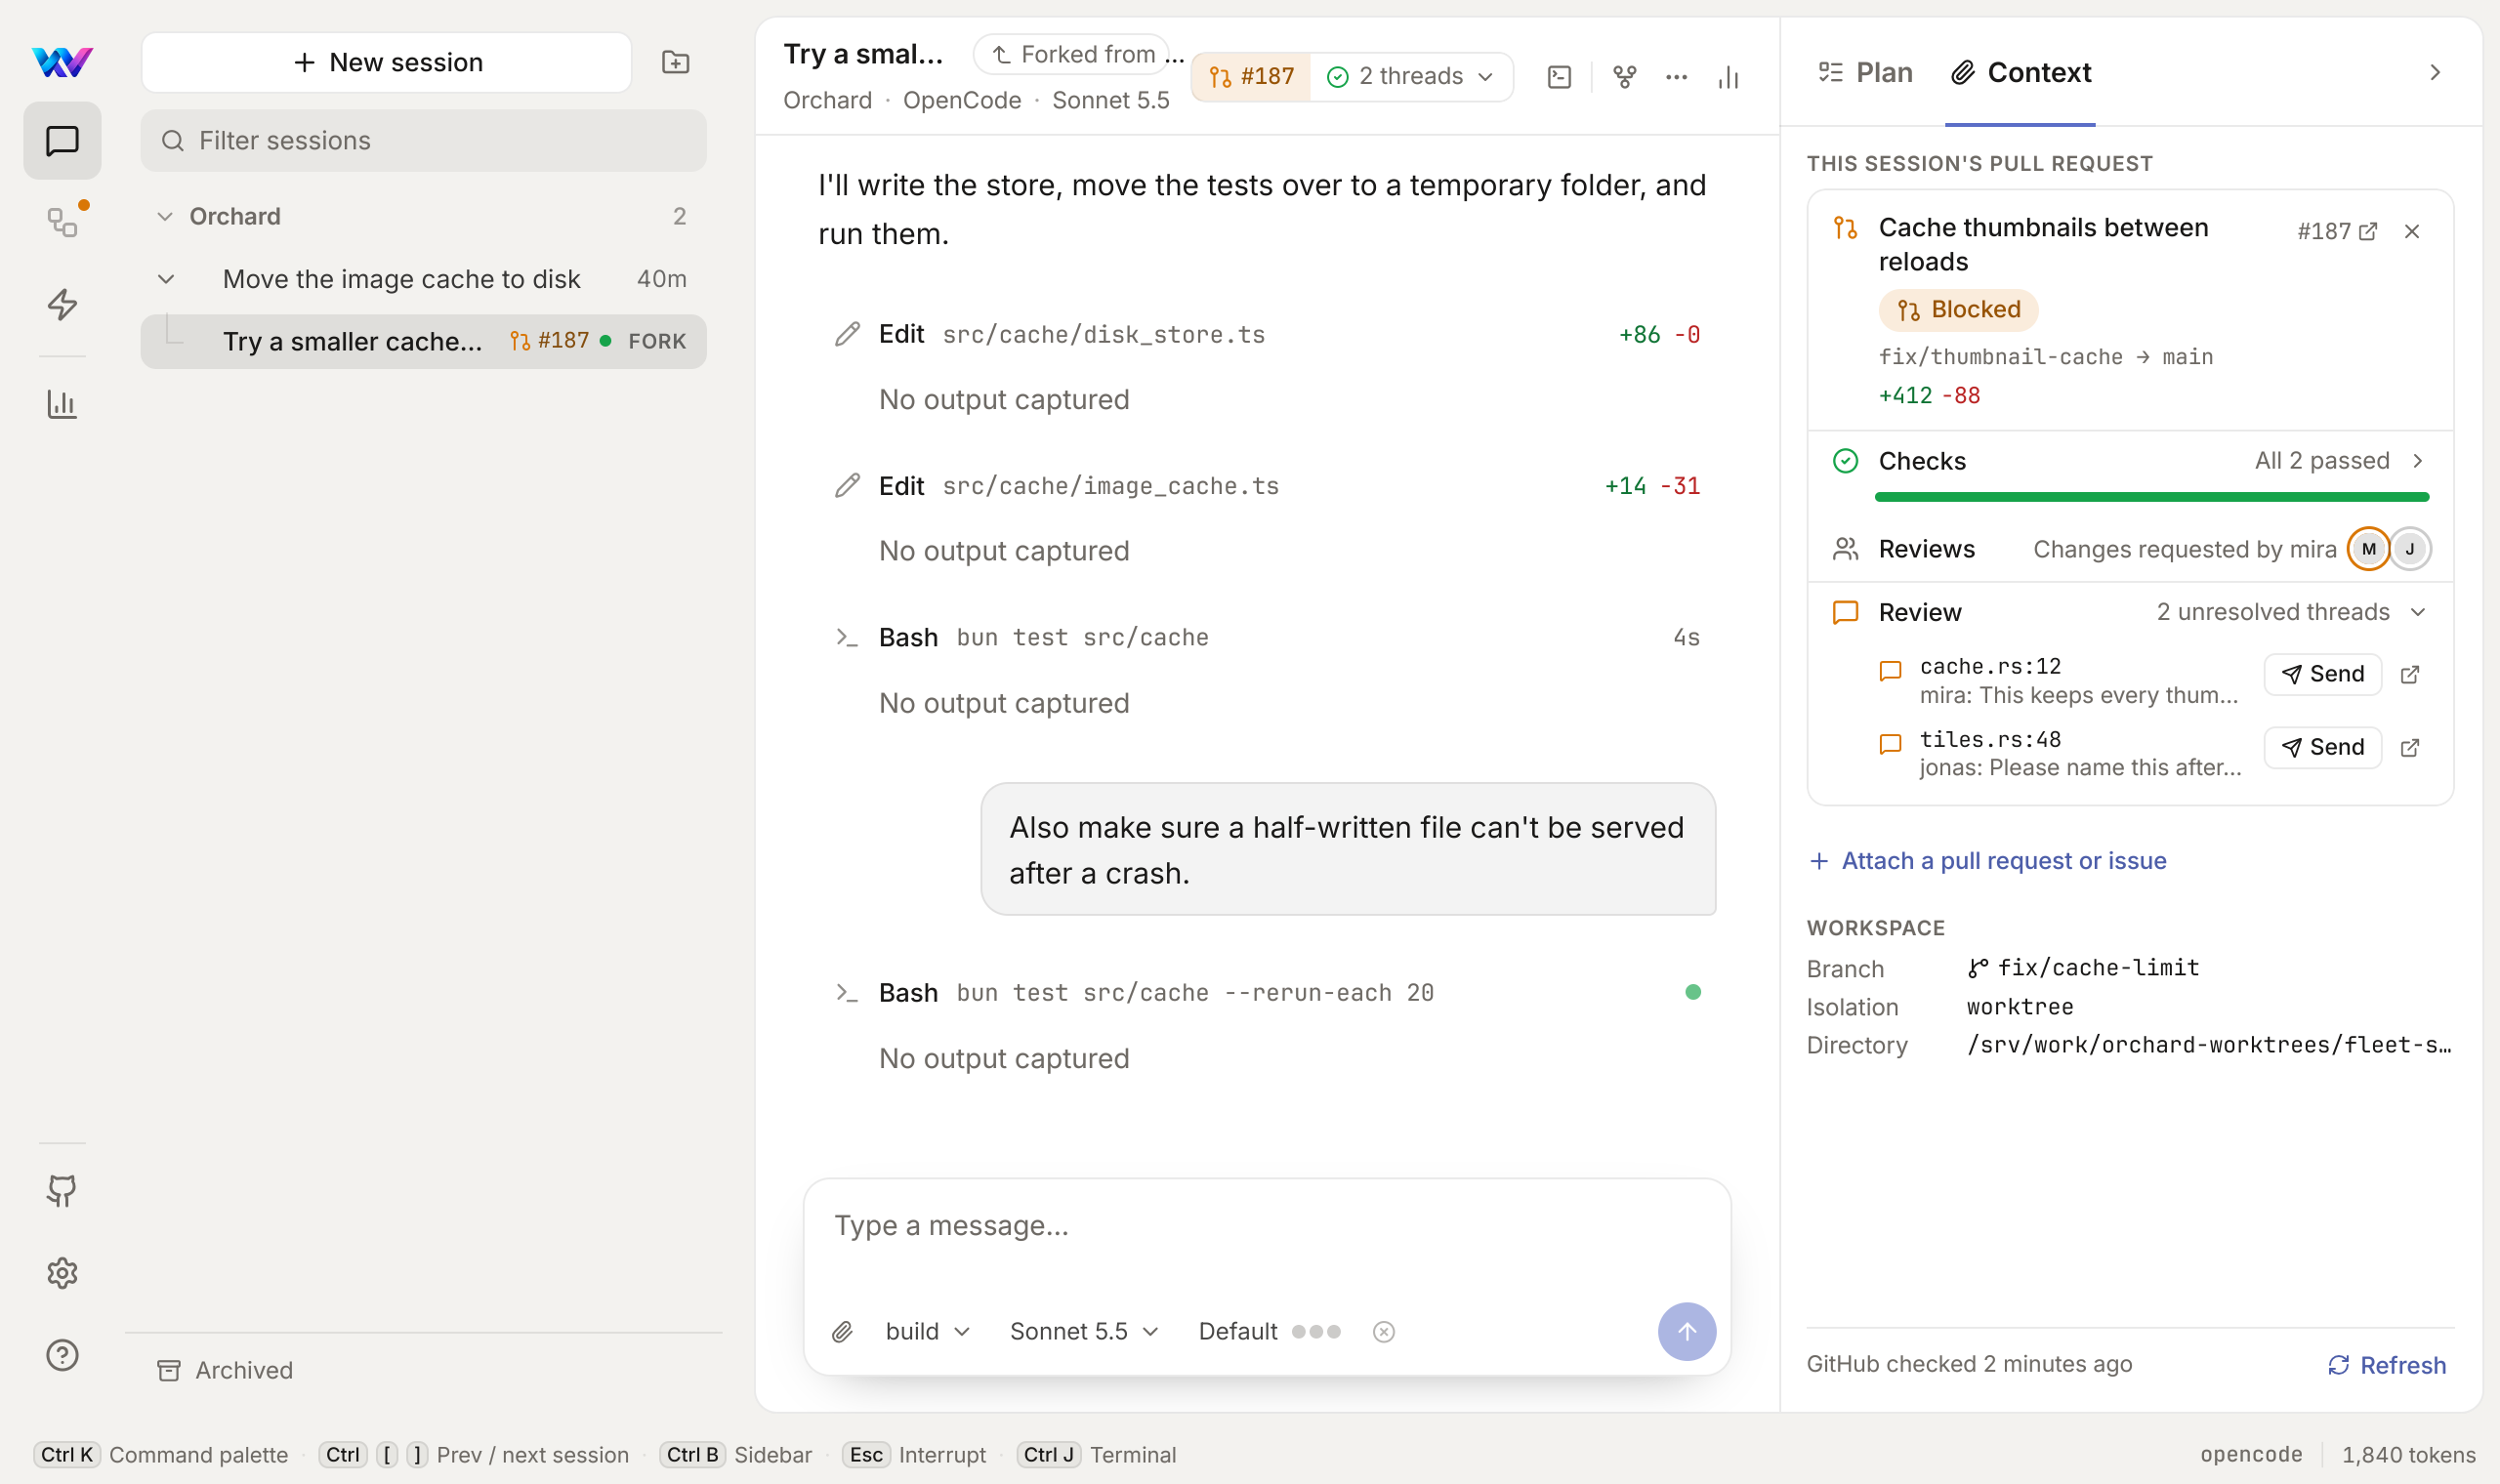 New session
Filter sessions
Orchard 2
Move the image cache to disk 40m
Try a smaller cache... #187 FORK
Archived
Try a smal... Forked from ...
Orchard · OpenCode · Sonnet 5.5
#187 2 threads
I'll write the store, move the tests over to a temporary folder, and
run them.
Edit src/cache/disk_store.ts +86 -0
No output captured
Edit src/cache/image_cache.ts +14 -31
No output captured
Bash bun test src/cache 4s
No output captured
Also make sure a half-written file can't be served
after a crash.
Bash bun test src/cache --rerun-each 20
No output captured
Type a message...
build Sonnet 5.5 Default
Plan Context
THIS SESSION'S PULL REQUEST
Cache thumbnails between #187
reloads
Blocked
fix/thumbnail-cache → main
+412 -88
Checks All 2 passed
Reviews Changes requested by mira M J
Review 2 unresolved threads
cache.rs:12 Send
mira: This keeps every thum...
tiles.rs:48 Send
jonas: Please name this after...
+ Attach a pull request or issue
WORKSPACE
Branch fix/cache-limit
Isolation worktree
Directory /srv/work/orchard-worktrees/fleet-s...
GitHub checked 2 minutes ago Refresh
Ctrl K Command palette · Ctrl [ ] Prev / next session · Ctrl B Sidebar · Esc Interrupt · Ctrl J Terminal
opencode 1,840 tokens